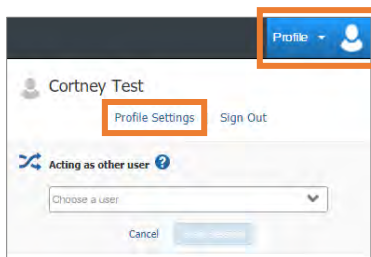 Profile
Cortney Test
Profile Settings Sign Out
Acting as other user ?
Choose a user
Cancel